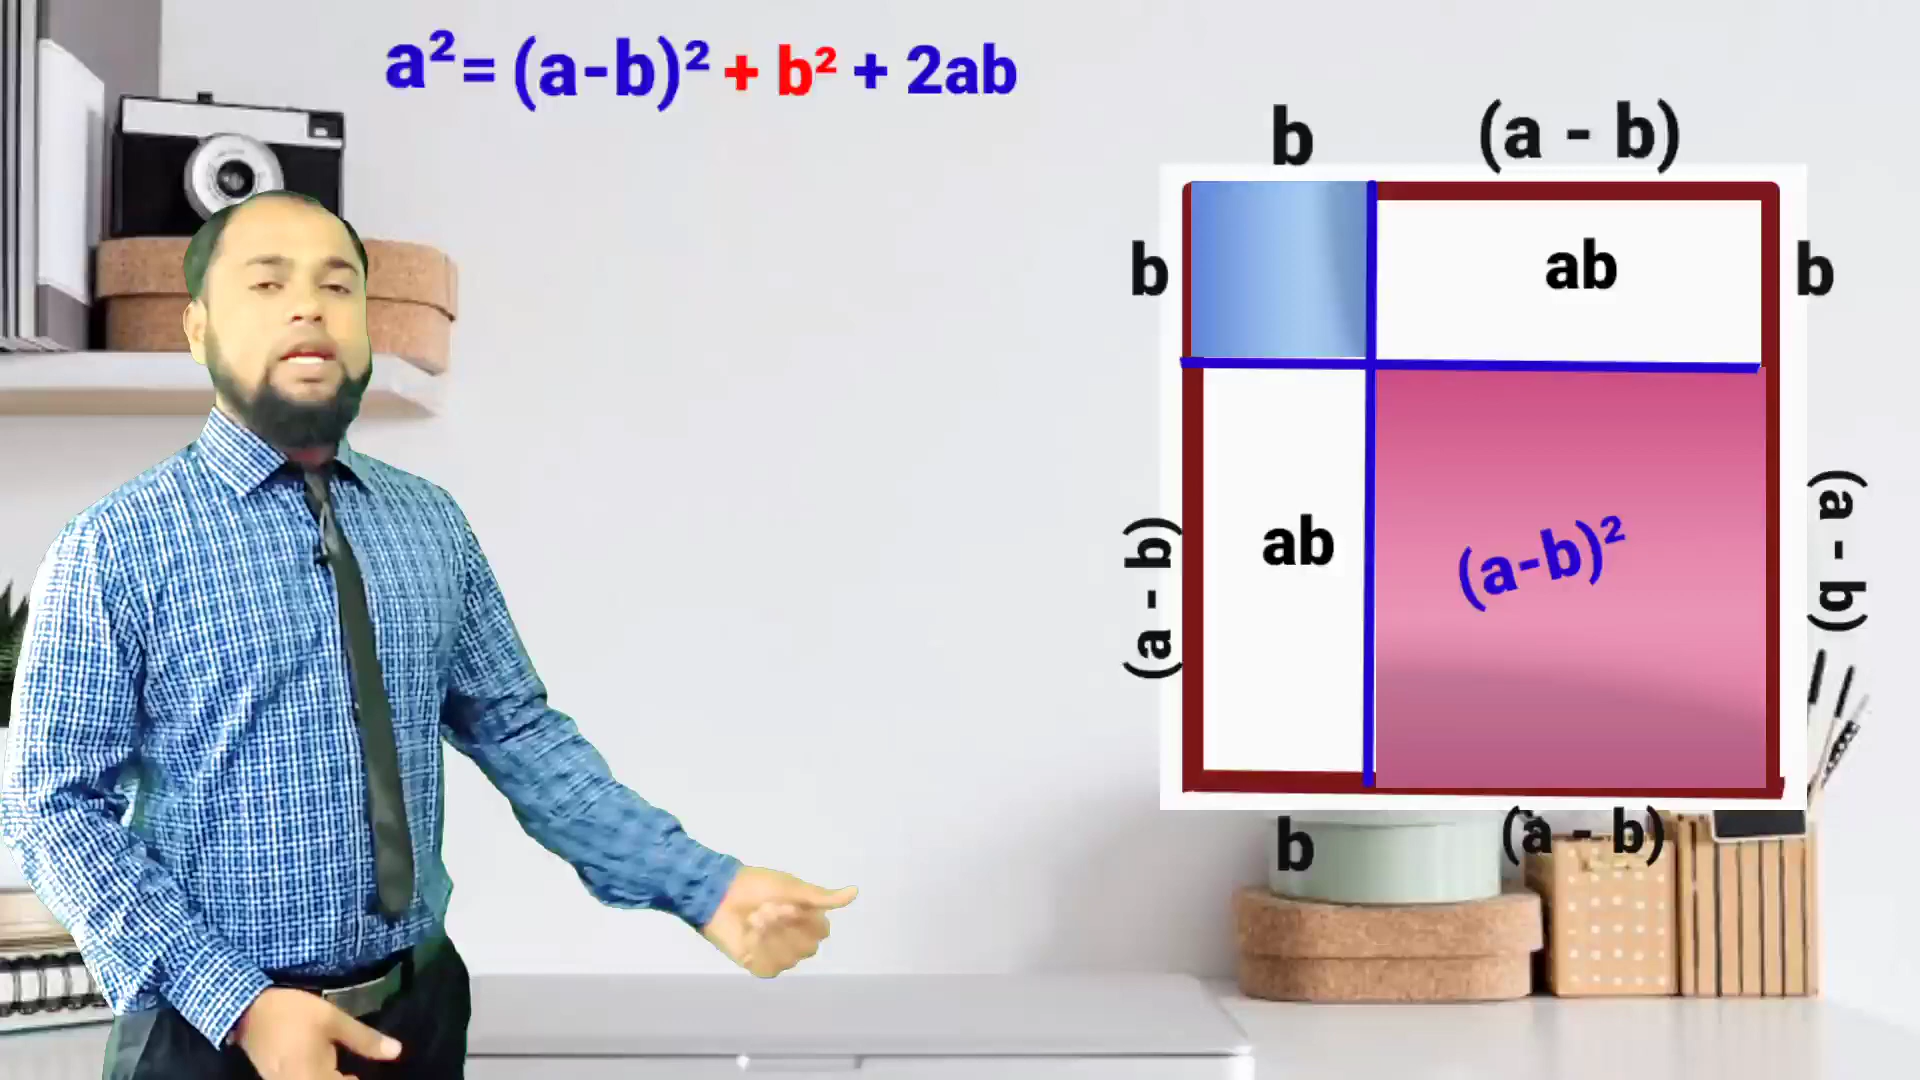 a²= (a-b)² + b² + 2ab
b (a - b)
b ab b
(a - b) ab (a-b)² (a - b)
b (a - b)